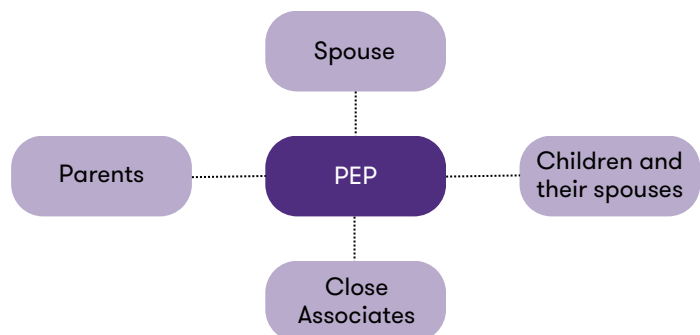 Spouse
Parents
PEP
Children and
their spouses
Close
Associates